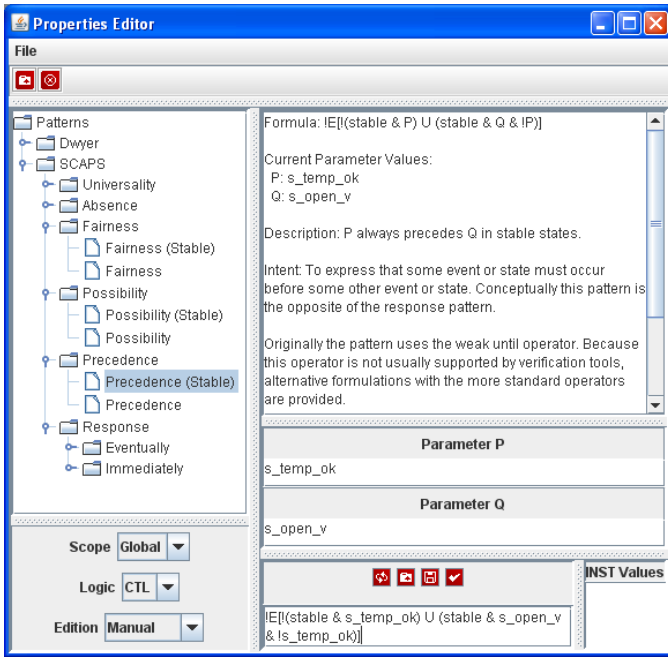 Properties Editor
File
Patterns
Dwyer
SCAPS
Universality
Absence
Fairness
Fairness (Stable)
Fairness
Possibility
Possibility (Stable)
Possibility
Precedence
Precedence (Stable)
Precedence
Response
Eventually
Immediately
Scope Global
Logic CTL
Edition Manual
Formula: !E[!(stable & P) U (stable & Q & !P)]
Current Parameter Values:
P: s_temp_ok
Q: s_open_v
Description: P always precedes Q in stable states.
Intent: To express that some event or state must occur
before some other event or state. Conceptually this pattern is
the opposite of the response pattern.
Originally the pattern uses the weak until operator. Because
this operator is not usually supported by verification tools,
alternative formulations with the more standard operators
are provided.
Parameter P
s_temp_ok
Parameter Q
s_open_v
!E[!(stable & s_temp_ok) U (stable & s_open_v
& !s_temp_ok)]
INST Values